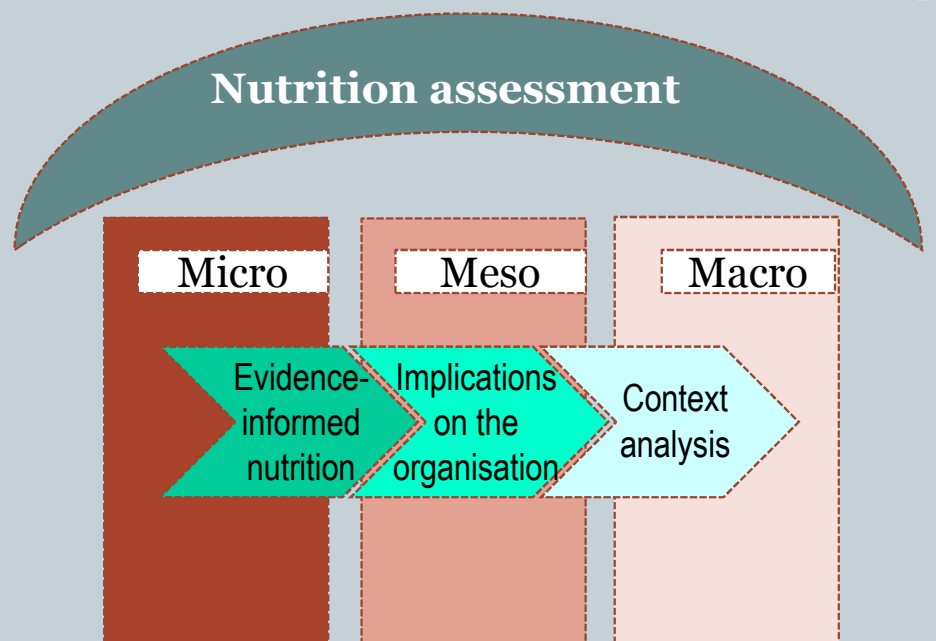 Nutrition assessment
Micro
Meso
Macro
Evidence-
informed
nutrition
Implications
on the
organisation
Context
analysis